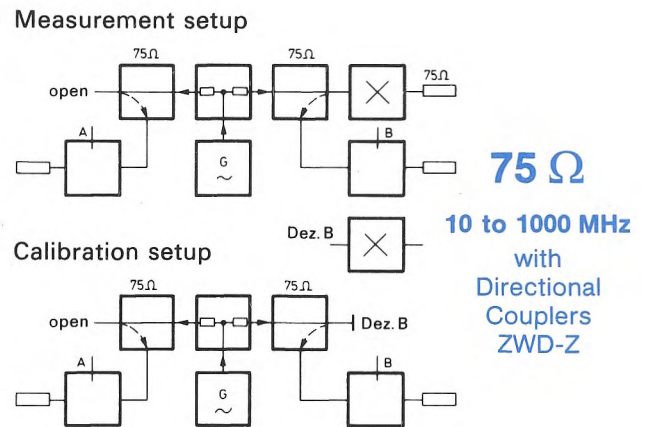 Measurement setup
75Ω 75Ω
open
75Ω
A
B
G
~
75 Ω
10 to 1000 MHz
with
Directional
Couplers
ZWD-Z
Dez. B
Calibration setup
75Ω 75Ω
open
Dez. B
A
B
G
~